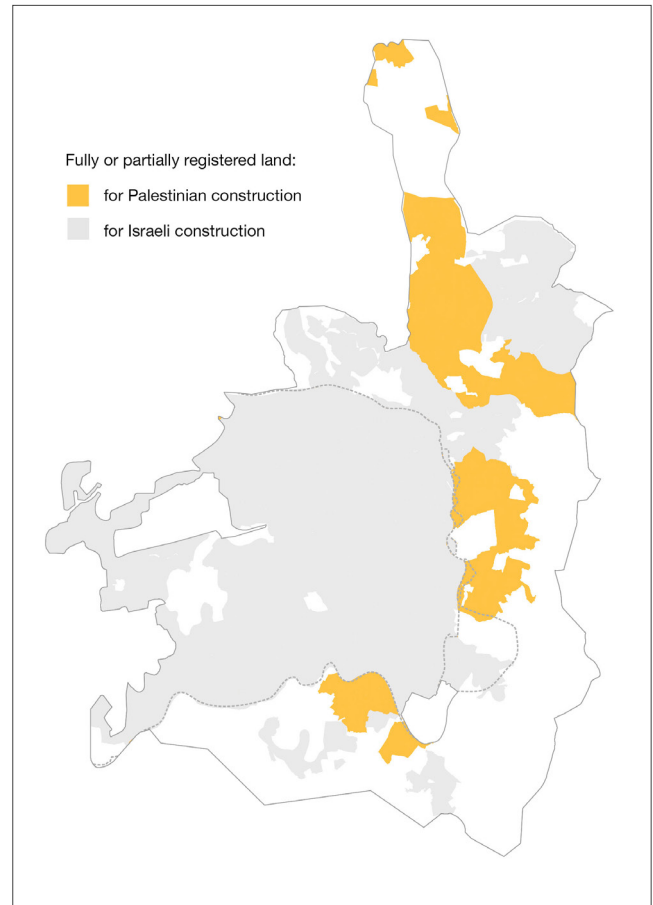 Fully or partially registered land:
for Palestinian construction
for Israeli construction